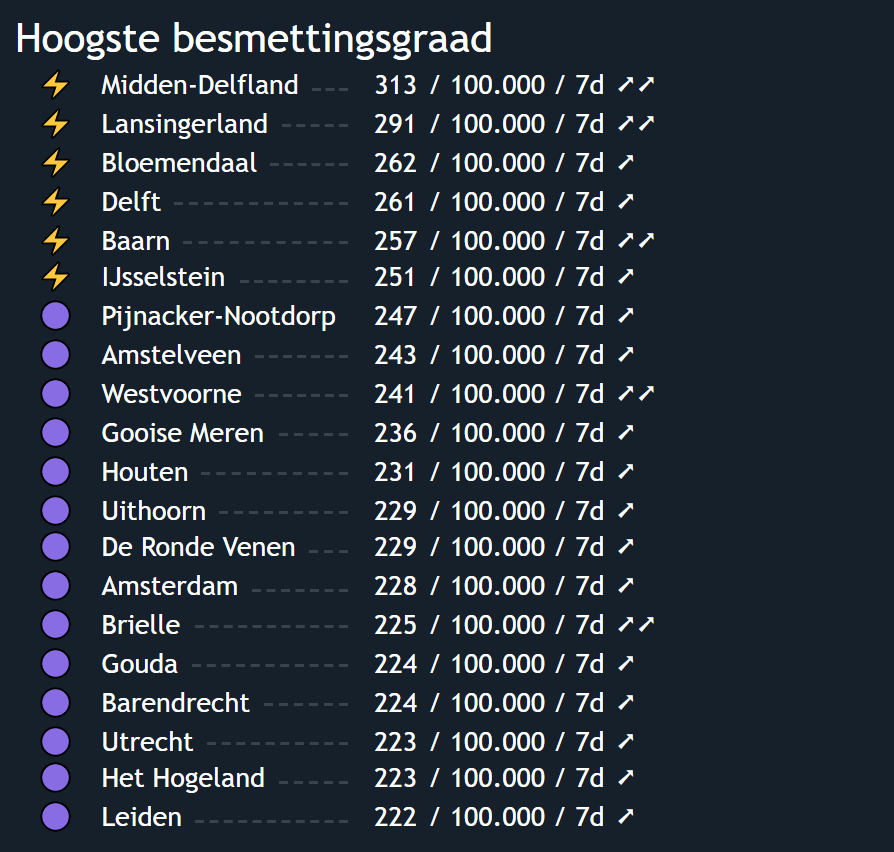 Hoogste besmettingsgraad
⚡ Midden-Delfland --- 313 / 100.000 / 7d ➚➚
⚡ Lansingerland ----- 291 / 100.000 / 7d ➚➚
⚡ Bloemendaal ------ 262 / 100.000 / 7d ➚
⚡ Delft ------------ 261 / 100.000 / 7d ➚
⚡ Baarn ----------- 257 / 100.000 / 7d ➚➚
⚡ IJsselstein ------- 251 / 100.000 / 7d ➚
🟣 Pijnacker-Nootdorp 247 / 100.000 / 7d ➚
🟣 Amstelveen ------- 243 / 100.000 / 7d ➚
🟣 Westvoorne ------- 241 / 100.000 / 7d ➚➚
🟣 Gooise Meren ----- 236 / 100.000 / 7d ➚
🟣 Houten ---------- 231 / 100.000 / 7d ➚
🟣 Uithoorn --------- 229 / 100.000 / 7d ➚
🟣 De Ronde Venen --- 229 / 100.000 / 7d ➚
🟣 Amsterdam ------- 228 / 100.000 / 7d ➚
🟣 Brielle ----------- 225 / 100.000 / 7d ➚➚
🟣 Gouda ----------- 224 / 100.000 / 7d ➚
🟣 Barendrecht ------ 224 / 100.000 / 7d ➚
🟣 Utrecht ---------- 223 / 100.000 / 7d ➚
🟣 Het Hogeland ----- 223 / 100.000 / 7d ➚
🟣 Leiden ----------- 222 / 100.000 / 7d ➚